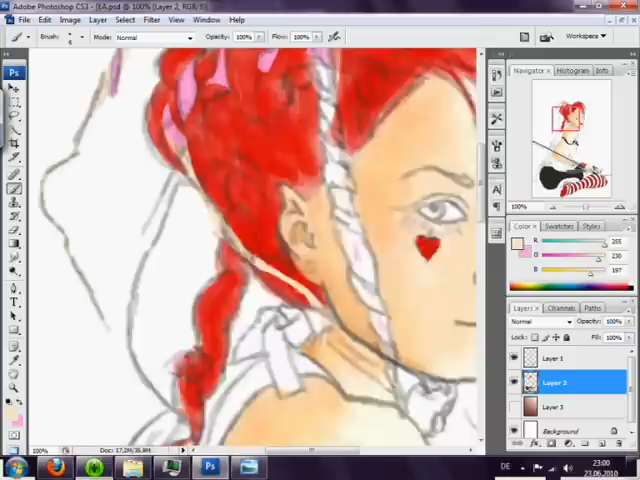 Adobe Photoshop CS3 - [EA.psd @ 100% (Layer 2, RGB/8)]
File Edit Image Layer Select Filter View Window Help
Brush: Mode: Normal Opacity: 100% Flow: 100% Workspace
Navigator Histogram Info
100%
Color Swatches Styles
R 255
G 230
B 197
Layers Channels Paths
Normal Opacity: 100%
Lock: Fill: 100%
Layer 1
Layer 2
Layer 3
Background
100% Doc: 17,2M/35,9M
DE 23:00
23.06.2010